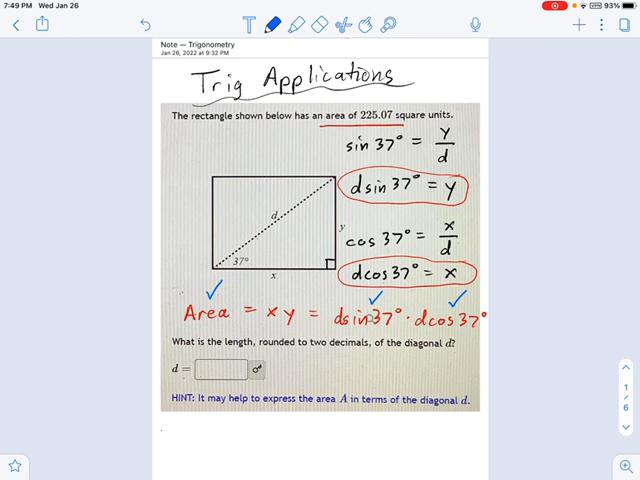 7:49 PM Wed Jan 26
93%
Note — Trigonometry
Jan 26, 2022 at 9:32 PM
Trig Applications
The rectangle shown below has an area of 225.07 square units.
sin 37° = y/d
d sin 37° = y
d
y
37°
x
cos 37° = x/d
d cos 37° = x
Area = x y = d sin 37° · d cos 37°
What is the length, rounded to two decimals, of the diagonal d?
d =
HINT: It may help to express the area A in terms of the diagonal d.
1
/
6